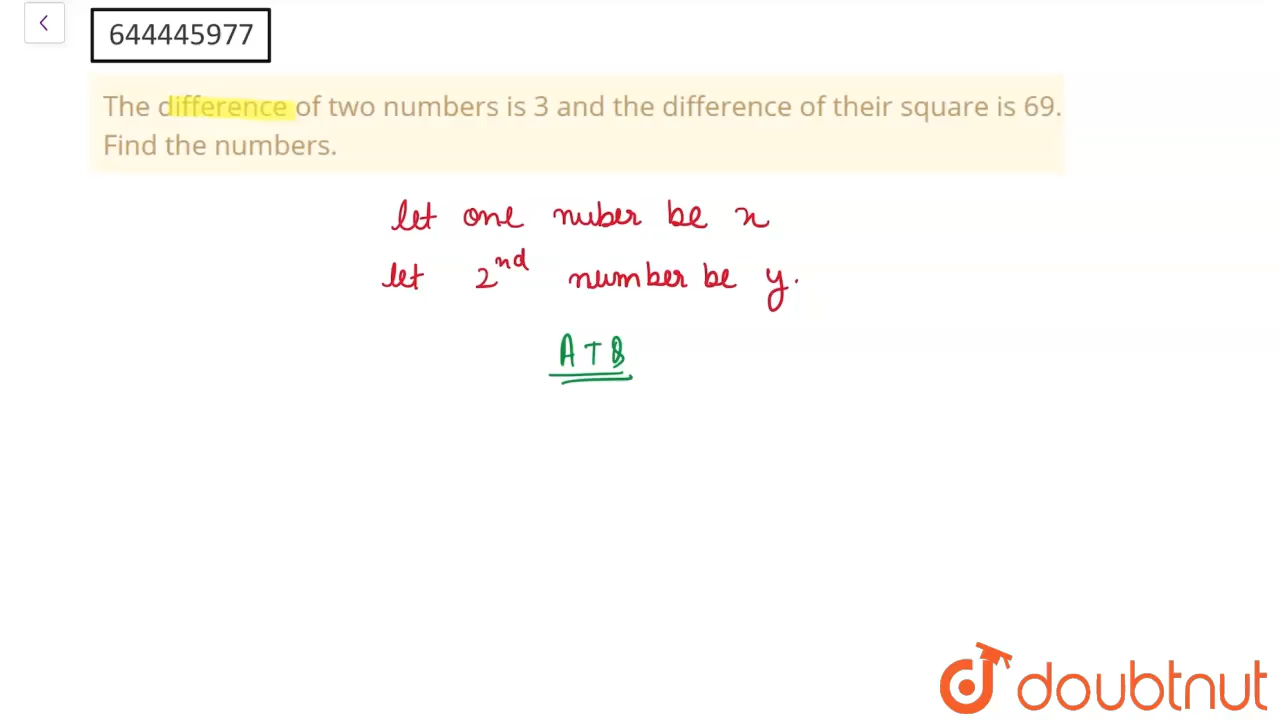 644445977
The difference of two numbers is 3 and the difference of their square is 69.
Find the numbers.
let one nuber be x
let 2nd number be y.
A T B
doubtnut